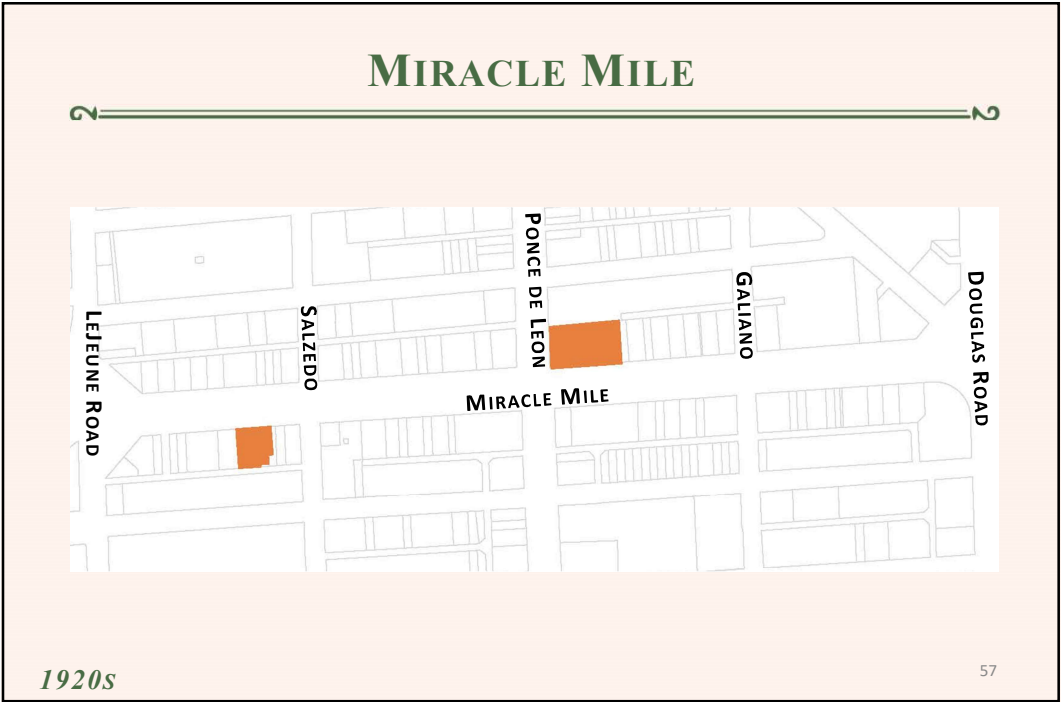 MIRACLE MILE
PONCE DE LEON
GALIANO
DOUGLAS ROAD
LEJEUNE ROAD
SALZEDO
MIRACLE MILE
1920S
57